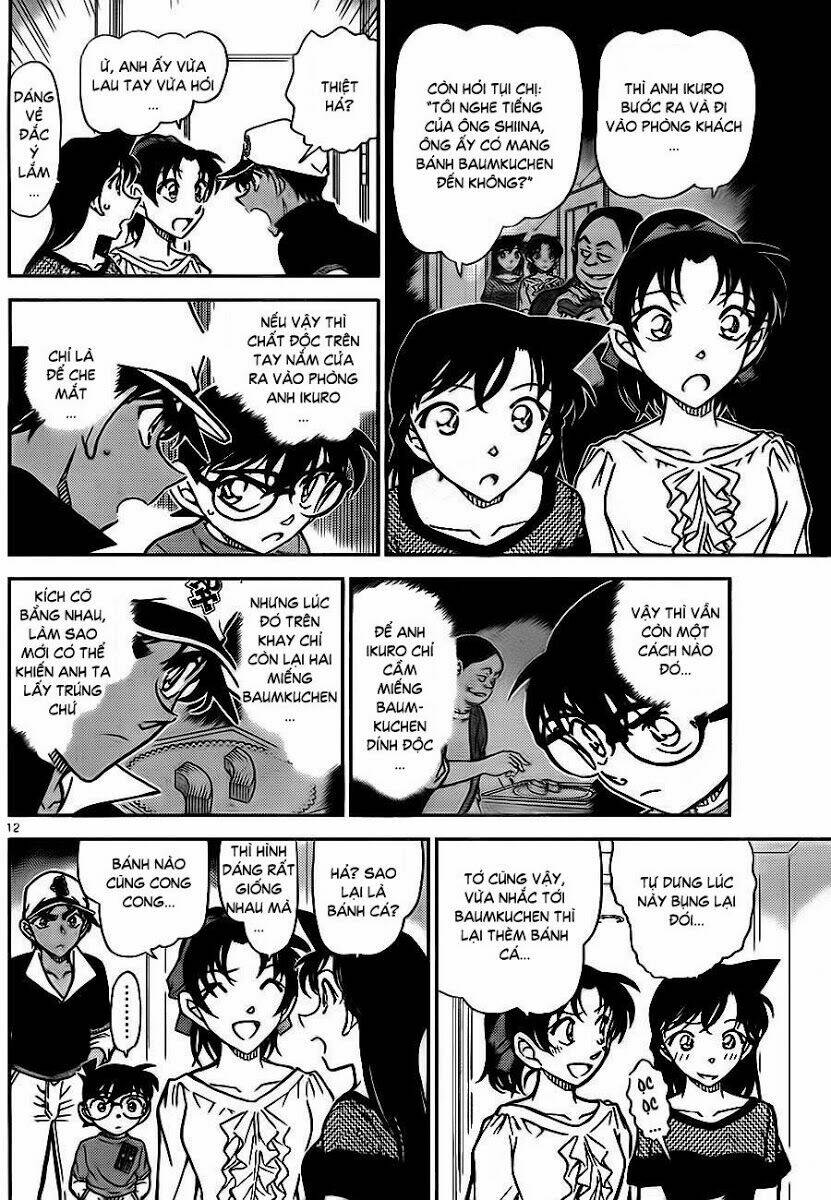 THÌ ANH IKURO
BƯỚC RA VÀ ĐI
VÀO PHÒNG KHÁCH
...
CÒN HỎI TỤI CHỊ:
"TÔI NGHE TIẾNG
CỦA ÔNG SHIINA,
ÔNG ẤY CÓ MANG
BÁNH BAUMKUCHEN
ĐẾN KHÔNG?"
THIỆT
HẢ?
Ừ, ANH ẤY VỪA
LAU TAY VỪA HỎI
...
DÁNG
VẺ
ĐẮC
Ý
LẮM
...
NẾU VẬY THÌ
CHẤT ĐỘC TRÊN
TAY NẮM CỬA
RA VÀO PHÒNG
ANH IKURO
...
CHỈ LÀ
ĐỂ CHE
MẮT
...
VẬY THÌ VẪN
CÒN MỘT
CÁCH NÀO
ĐÓ...
ĐỂ ANH
IKURO CHỈ
CẦM
MIẾNG
BAUM-
KUCHEN
DÍNH ĐỘC
...
NHƯNG LÚC
ĐÓ TRÊN
KHAY CHỈ
CÒN LẠI HAI
MIẾNG
BAUMKUCHEN
...
KÍCH CỠ
BẰNG NHAU,
LÀM SAO
MỚI CÓ THỂ
KHIẾN ANH TA
LẤY TRÚNG
CHỨ
12
TỰ DƯNG LÚC
NÀY BỤNG LẠI
ĐÓI...
ỌC
ỌC
...
TỚ CŨNG VẬY,
VỪA NHẮC TỚI
BAUMKUCHEN THÌ
LẠI THÈM BÁNH
CÁ...
HẢ? SAO
LẠI LÀ
BÁNH CÁ?
THÌ HÌNH
DÁNG RẤT
GIỐNG
NHAU MÀ
...
BÁNH NÀO
CŨNG CONG
CONG...
......